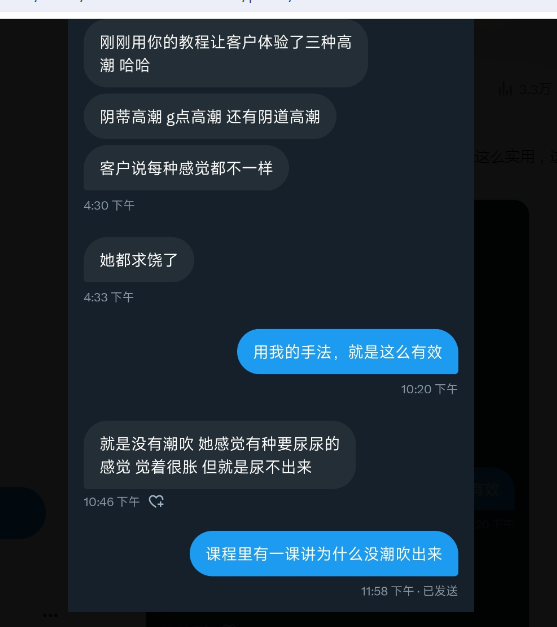 刚刚用你的教程让客户体验了三种高
潮 哈哈
3.3万
阴蒂高潮 g点高潮 还有阴道高潮
这么实用，
客户说每种感觉都不一样
4:30 下午
她都求饶了
4:33 下午
用我的手法，就是这么有效
10:20 下午
就是没有潮吹 她感觉有种要尿尿的
感觉 觉着很胀 但就是尿不出来
10:46 下午
课程里有一课讲为什么没潮吹出来
11:58 下午 · 已发送